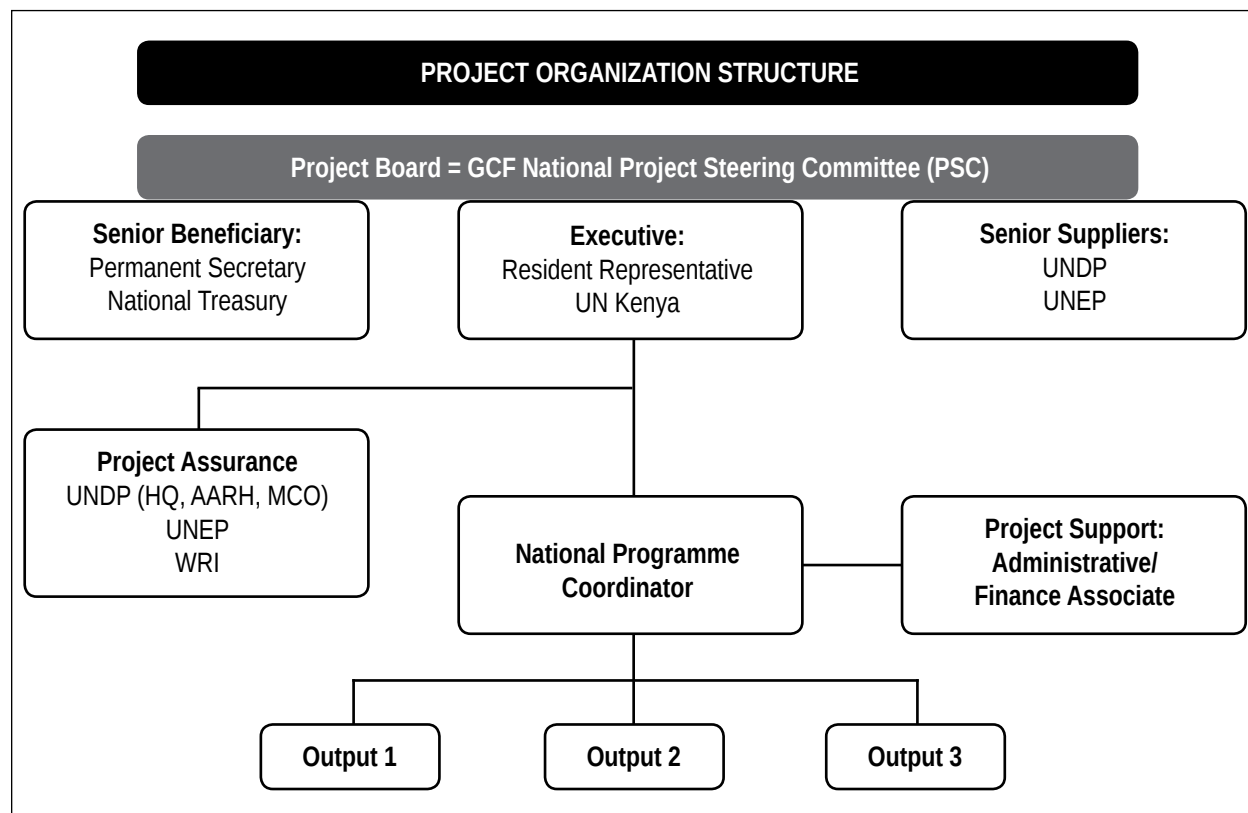 PROJECT ORGANIZATION STRUCTURE
Project Board = GCF National Project Steering Committee (PSC)
Senior Beneficiary:
Permanent Secretary
National Treasury
Executive:
Resident Representative
UN Kenya
Senior Suppliers:
UNDP
UNEP
Project Assurance
UNDP (HQ, AARH, MCO)
UNEP
WRI
National Programme
Coordinator
Project Support:
Administrative/
Finance Associate
Output 1
Output 2
Output 3